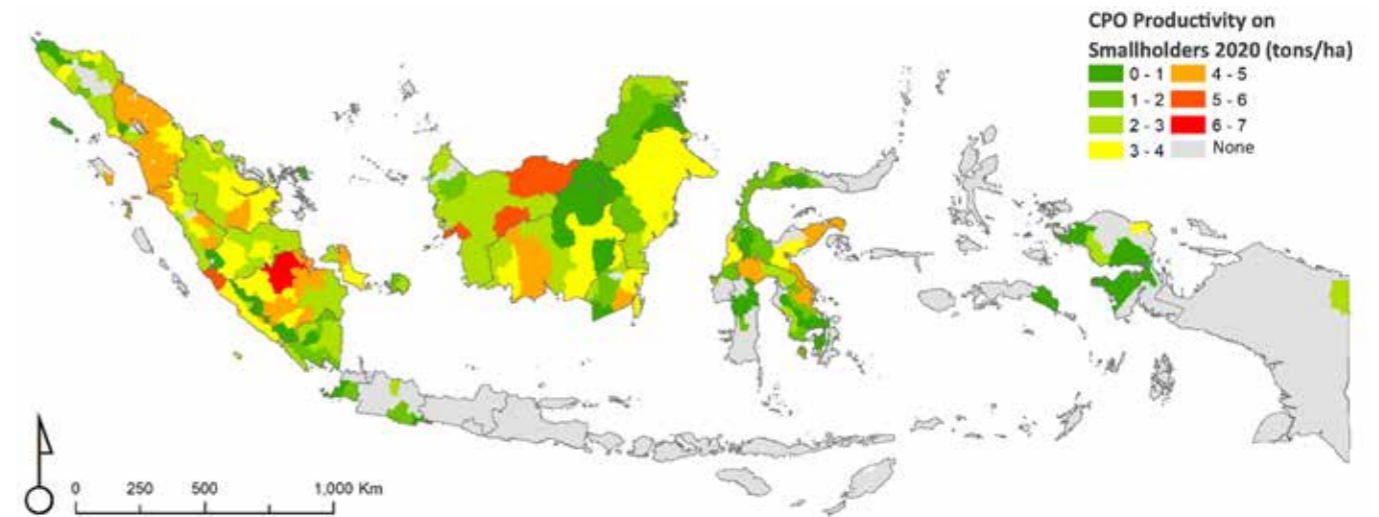 CPO Productivity on
Smallholders 2020 (tons/ha)
0 - 1 4 - 5
1 - 2 5 - 6
2 - 3 6 - 7
3 - 4 None
0 250 500 1,000 Km